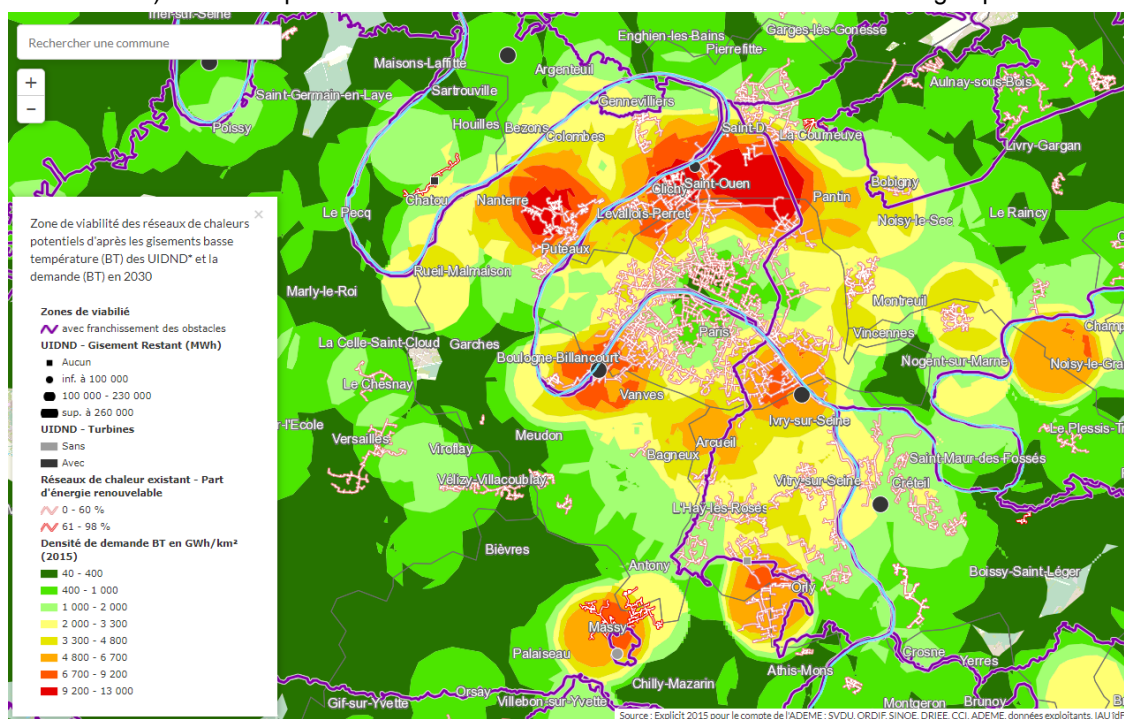 Rechercher une commune
+
−
Zone de viabilité des réseaux de chaleurs
potentiels d'après les gisements basse
température (BT) des UIDND* et la
demande (BT) en 2030
×
Zones de viabilié
avec franchissement des obstacles
UIDND - Gisement Restant (MWh)
Aucun
inf. à 100 000
100 000 - 230 000
sup. à 260 000
UIDND - Turbines
Sans
Avec
Réseaux de chaleur existant - Part
d'énergie renouvelable
0 - 60 %
61 - 98 %
Densité de demande BT en GWh/km²
(2015)
40 - 400
400 - 1 000
1 000 - 2 000
2 000 - 3 300
3 300 - 4 800
4 800 - 6 700
6 700 - 9 200
9 200 - 13 000
Enghien-les-Bains
Garges-lès-Gonesse
Pierrefitte-
Maisons-Laffitte
Argenteuil
Aulnay-sous-Bois
Saint-Germain-en-Laye
Sartrouville
Gennevilliers
Poissy
Houilles
Bezons
Colombes
Saint-D
La Courneuve
Livry-Gargan
Chatou
Nanterre
Clichy
Saint-Ouen
Pantin
Bobigny
Le Pecq
Levallois-Perret
Noisy-le-Sec
Le Raincy
Puteaux
Rueil-Malmaison
Marly-le-Roi
Montreuil
La Celle-Saint-Cloud
Garches
Paris
Vincennes
Champ
Boulogne-Billancourt
Nogent-sur-Marne
Noisy-le-Gra
Le Chesnay
Vanves
r-l'Ecole
Versailles
Viroflay
Meudon
Arcueil
Ivry-sur-Seine
Le Plessis-T
Bagneux
Saint-Maur-des-Fossés
Vélizy-Villacoublay
Vitry-sur-Seine
Créteil
L'Haÿ-les-Roses
Bièvres
Antony
Boissy-Saint-Léger
Orly
Massy
Palaiseau
Crosne
Yerres
Athis-Mons
Chilly-Mazarin
Orsay
Gif-sur-Yvette
Villebon-sur-Yvette
Montgeron
Brunoy
Source : Explicit 2015 pour le compte de l'ADEME ; SVDU, ORDIF, SINOE, DRIEE, CCI, ADEME, données exploitants, IAU îdF